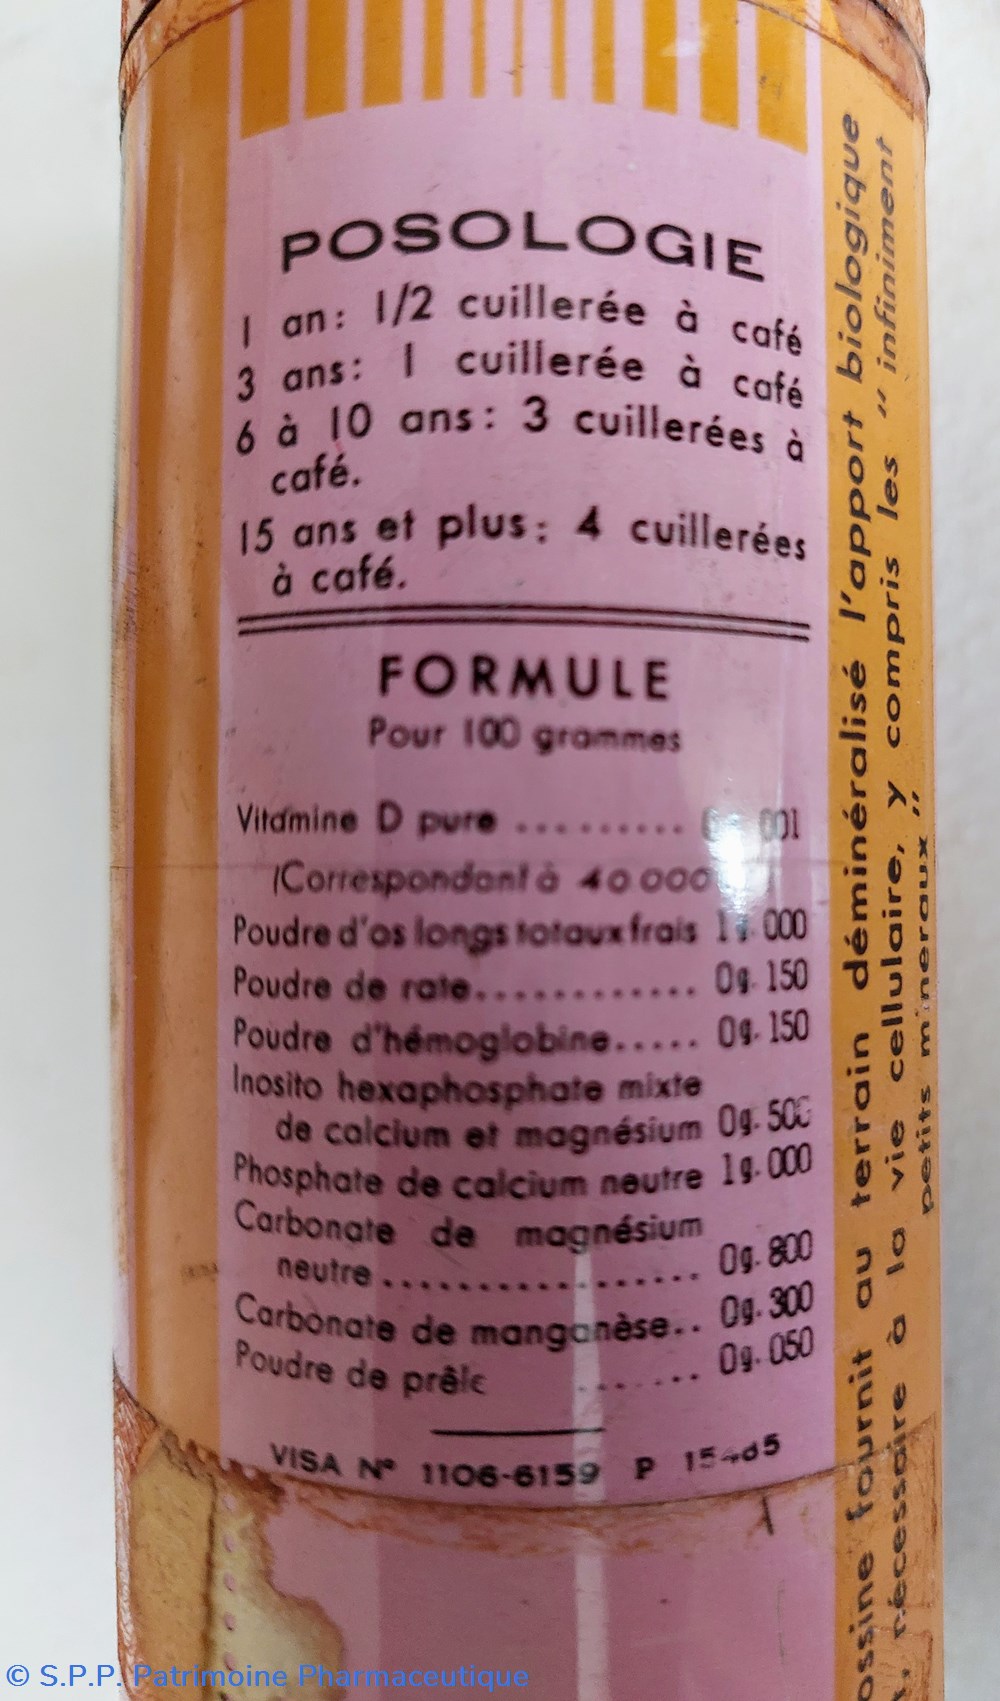 POSOLOGIE
1 an: 1/2 cuillerée à café
3 ans: 1 cuillerée à café
6 à 10 ans: 3 cuillerées à
café.
15 ans et plus: 4 cuillerées
à café.
FORMULE
Pour 100 grammes
Vitamine D pure .........
(Correspondant à 40 000
Poudre d'os longs totaux frais 1g. 000
Poudre de rate............. 0g. 150
Poudre d'hémoglobine..... 0g. 150
Inosito hexaphosphate mixte
de calcium et magnésium 0g. 500
Phosphate de calcium neutre 1g. 000
Carbonate de magnésium
neutre................... 0g. 800
Carbonate de manganèse.. 0g. 300
Poudre de prêle ....... 0g. 050
VISA Nº 1106-6159 P
fournit au terrain déminéralisé l'apport biologique
nécessaire à la vie cellulaire, y compris les " infiniment
petits minéraux "
© S.P.P. Patrimoine Pharmaceutique